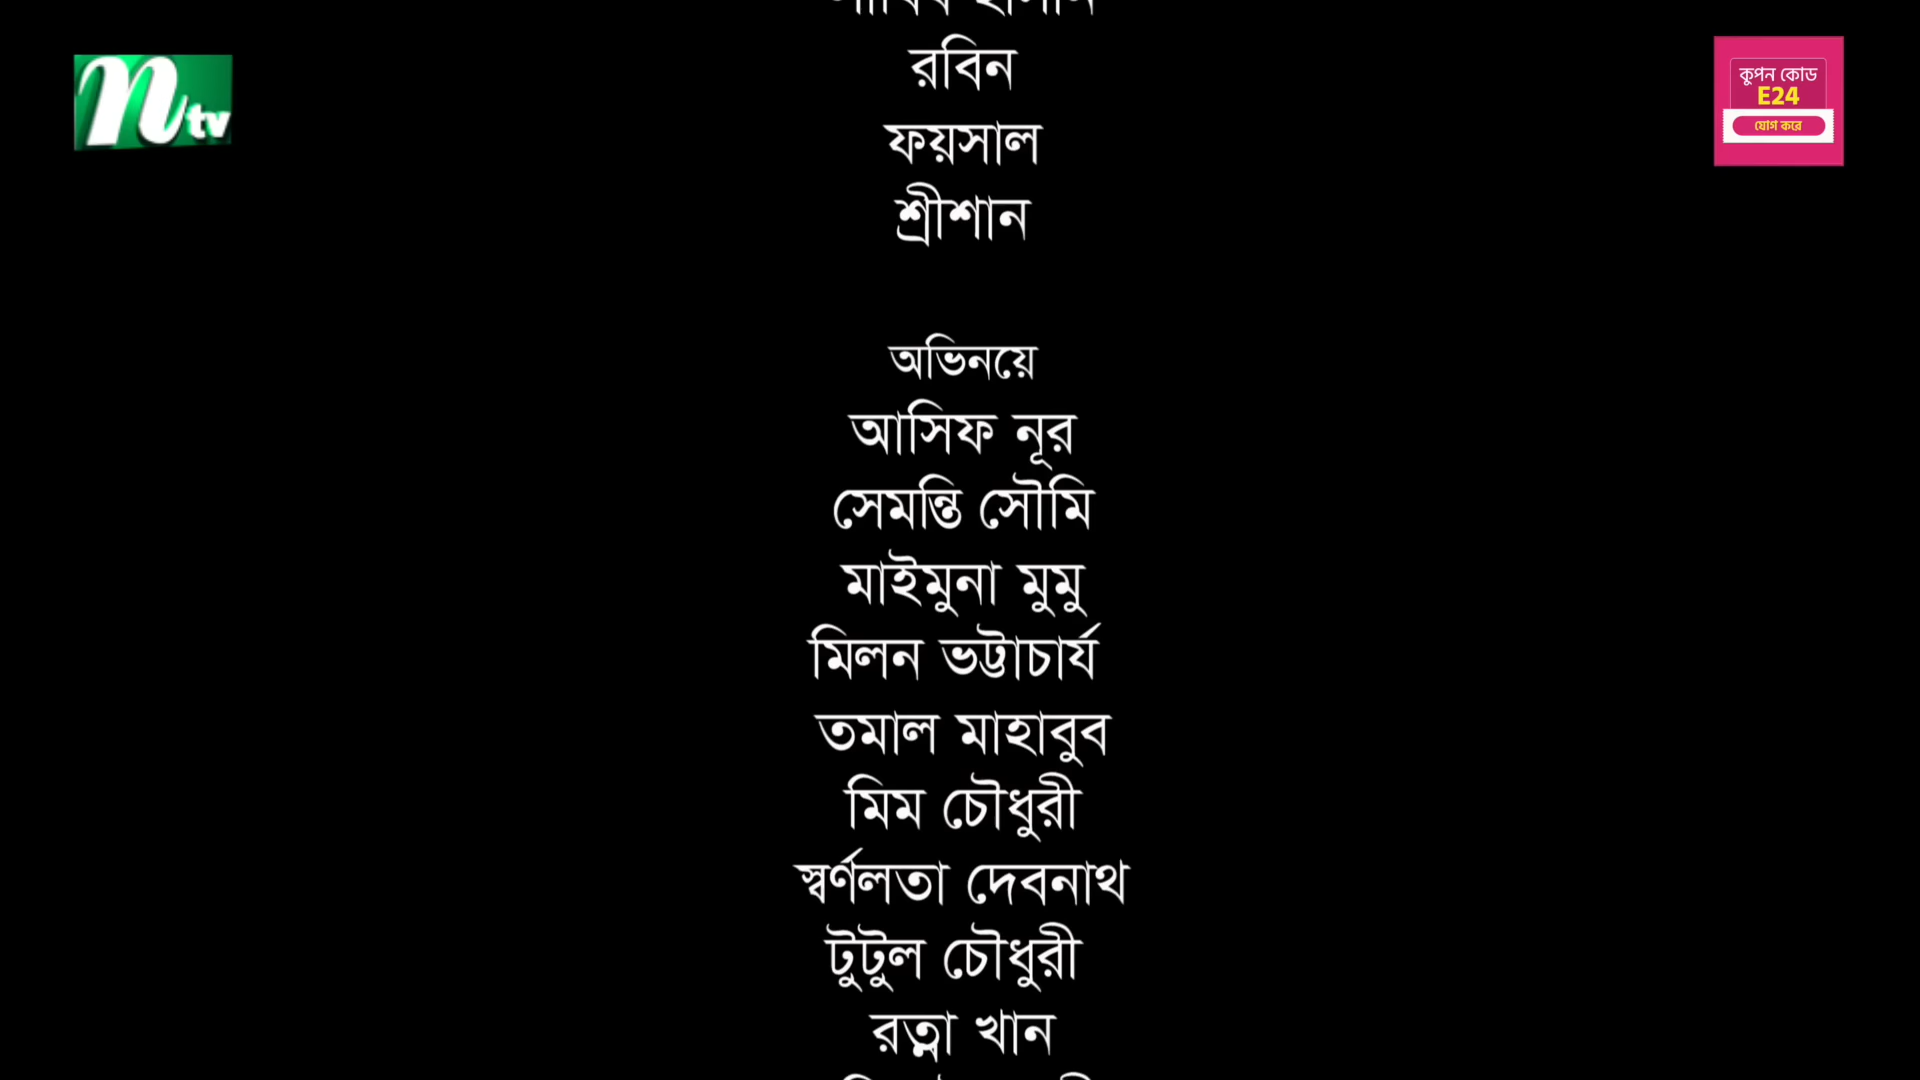 ntv
কুপন কোড
E24
যোগ করে
রবিন
ফয়সাল
শ্রীশান
অভিনয়ে
আসিফ নূর
সেমন্তি সৌমি
মাইমুনা মুমু
মিলন ভট্টাচার্য
তমাল মাহাবুব
মিম চৌধুরী
স্বর্ণলতা দেবনাথ
টুটুল চৌধুরী
রত্না খান